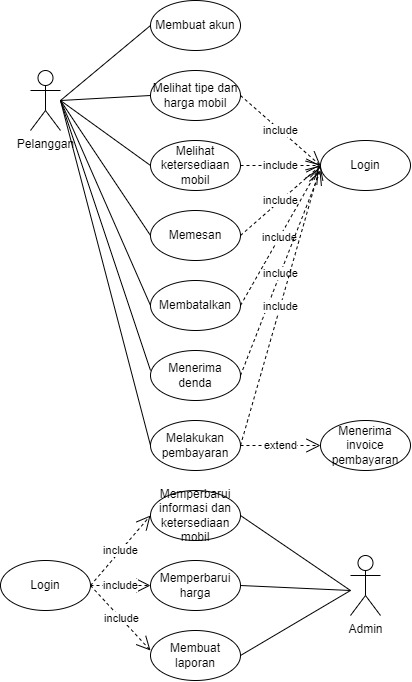 Membuat akun
Melihat tipe dan
harga mobil
Pelanggan
include
Melihat
ketersediaan
mobil
include
Login
include
Memesan
include
Membatalkan
include
include
Menerima
denda
Melakukan
pembayaran
extend
Menerima
invoice
pembayaran
Memperbarui
informasi dan
ketersediaan
mobil
include
Login
include
Memperbarui
harga
include
Admin
Membuat
laporan